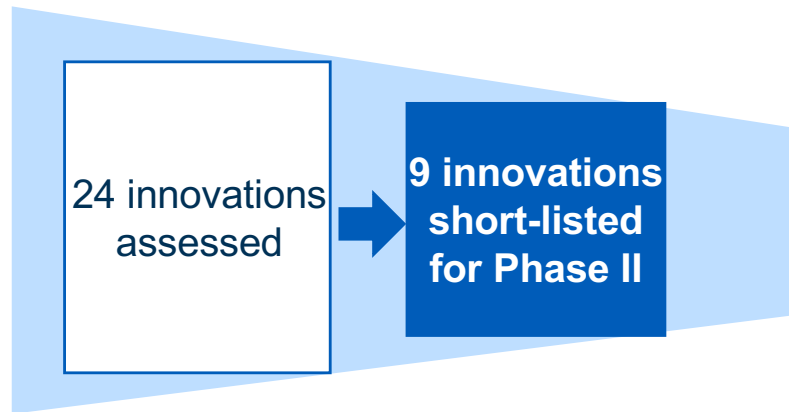 24 innovations
assessed
9 innovations
short-listed
for Phase II